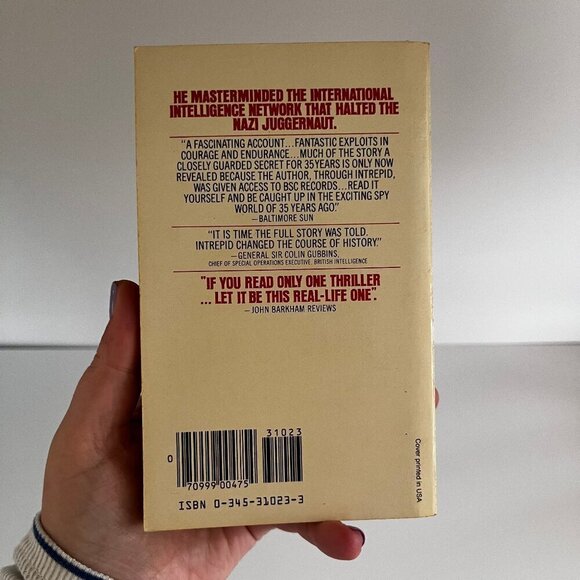 HE MASTERMINDED THE INTERNATIONAL
INTELLIGENCE NETWORK THAT HALTED THE
NAZI JUGGERNAUT.
"A FASCINATING ACCOUNT...FANTASTIC EXPLOITS IN
COURAGE AND ENDURANCE...MUCH OF THE STORY A
CLOSELY GUARDED SECRET FOR 35 YEARS IS ONLY NOW
REVEALED BECAUSE THE AUTHOR, THROUGH INTREPID,
WAS GIVEN ACCESS TO BSC RECORDS...READ IT
YOURSELF AND BE CAUGHT UP IN THE EXCITING SPY
WORLD OF 35 YEARS AGO."
—BALTIMORE SUN
"IT IS TIME THE FULL STORY WAS TOLD.
INTREPID CHANGED THE COURSE OF HISTORY."
—GENERAL SIR COLIN GUBBINS,
CHIEF OF SPECIAL OPERATIONS EXECUTIVE, BRITISH INTELLIGENCE
"IF YOU READ ONLY ONE THRILLER
... LET IT BE THIS REAL-LIFE ONE".
—JOHN BARKHAM REVIEWS
31023
0
70999 00475
ISBN 0-345-31023-3
Cover printed in USA